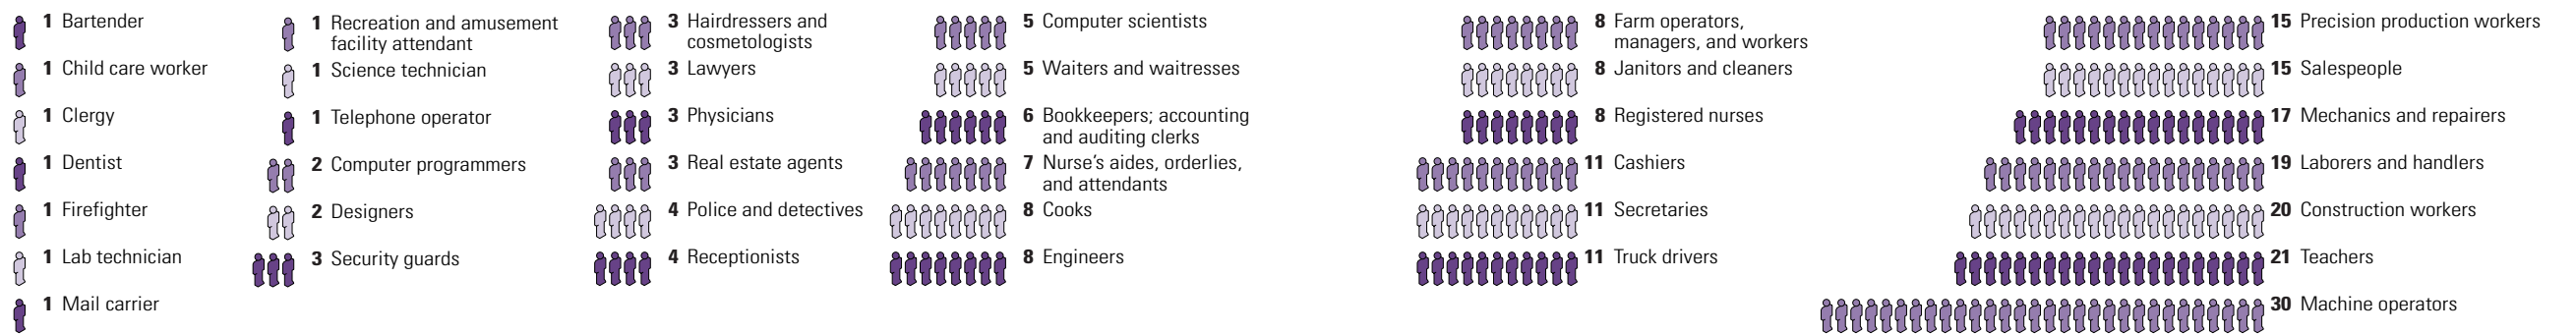 1 Bartender
1 Child care worker
1 Clergy
1 Dentist
1 Firefighter
1 Lab technician
1 Mail carrier
1 Recreation and amusement
facility attendant
1 Science technician
1 Telephone operator
2 Computer programmers
2 Designers
3 Security guards
3 Hairdressers and
cosmetologists
3 Lawyers
3 Physicians
3 Real estate agents
4 Police and detectives
4 Receptionists
5 Computer scientists
5 Waiters and waitresses
6 Bookkeepers; accounting
and auditing clerks
7 Nurse’s aides, orderlies,
and attendants
8 Cooks
8 Engineers
8 Farm operators,
managers, and workers
8 Janitors and cleaners
8 Registered nurses
11 Cashiers
11 Secretaries
11 Truck drivers
15 Precision production workers
15 Salespeople
17 Mechanics and repairers
19 Laborers and handlers
20 Construction workers
21 Teachers
30 Machine operators